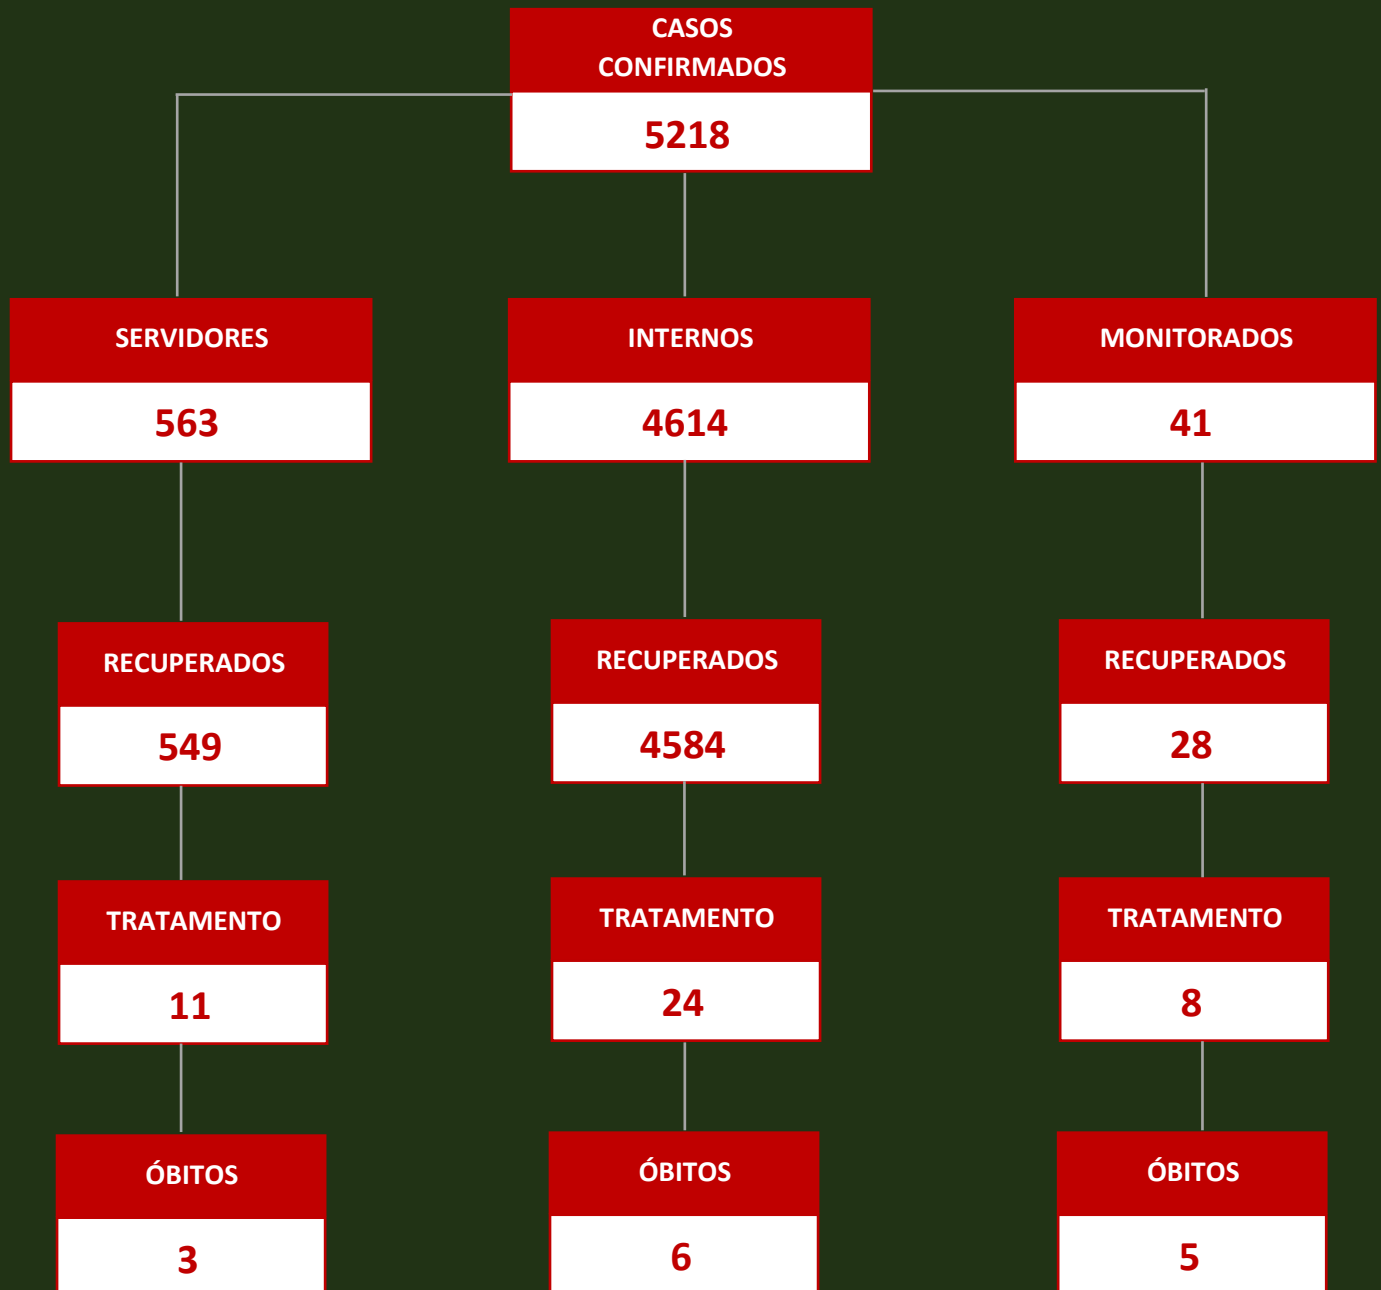 CASOS
CONFIRMADOS
5218
SERVIDORES
563
INTERNOS
4614
MONITORADOS
41
RECUPERADOS
549
RECUPERADOS
4584
RECUPERADOS
28
TRATAMENTO
11
TRATAMENTO
24
TRATAMENTO
8
ÓBITOS
3
ÓBITOS
6
ÓBITOS
5